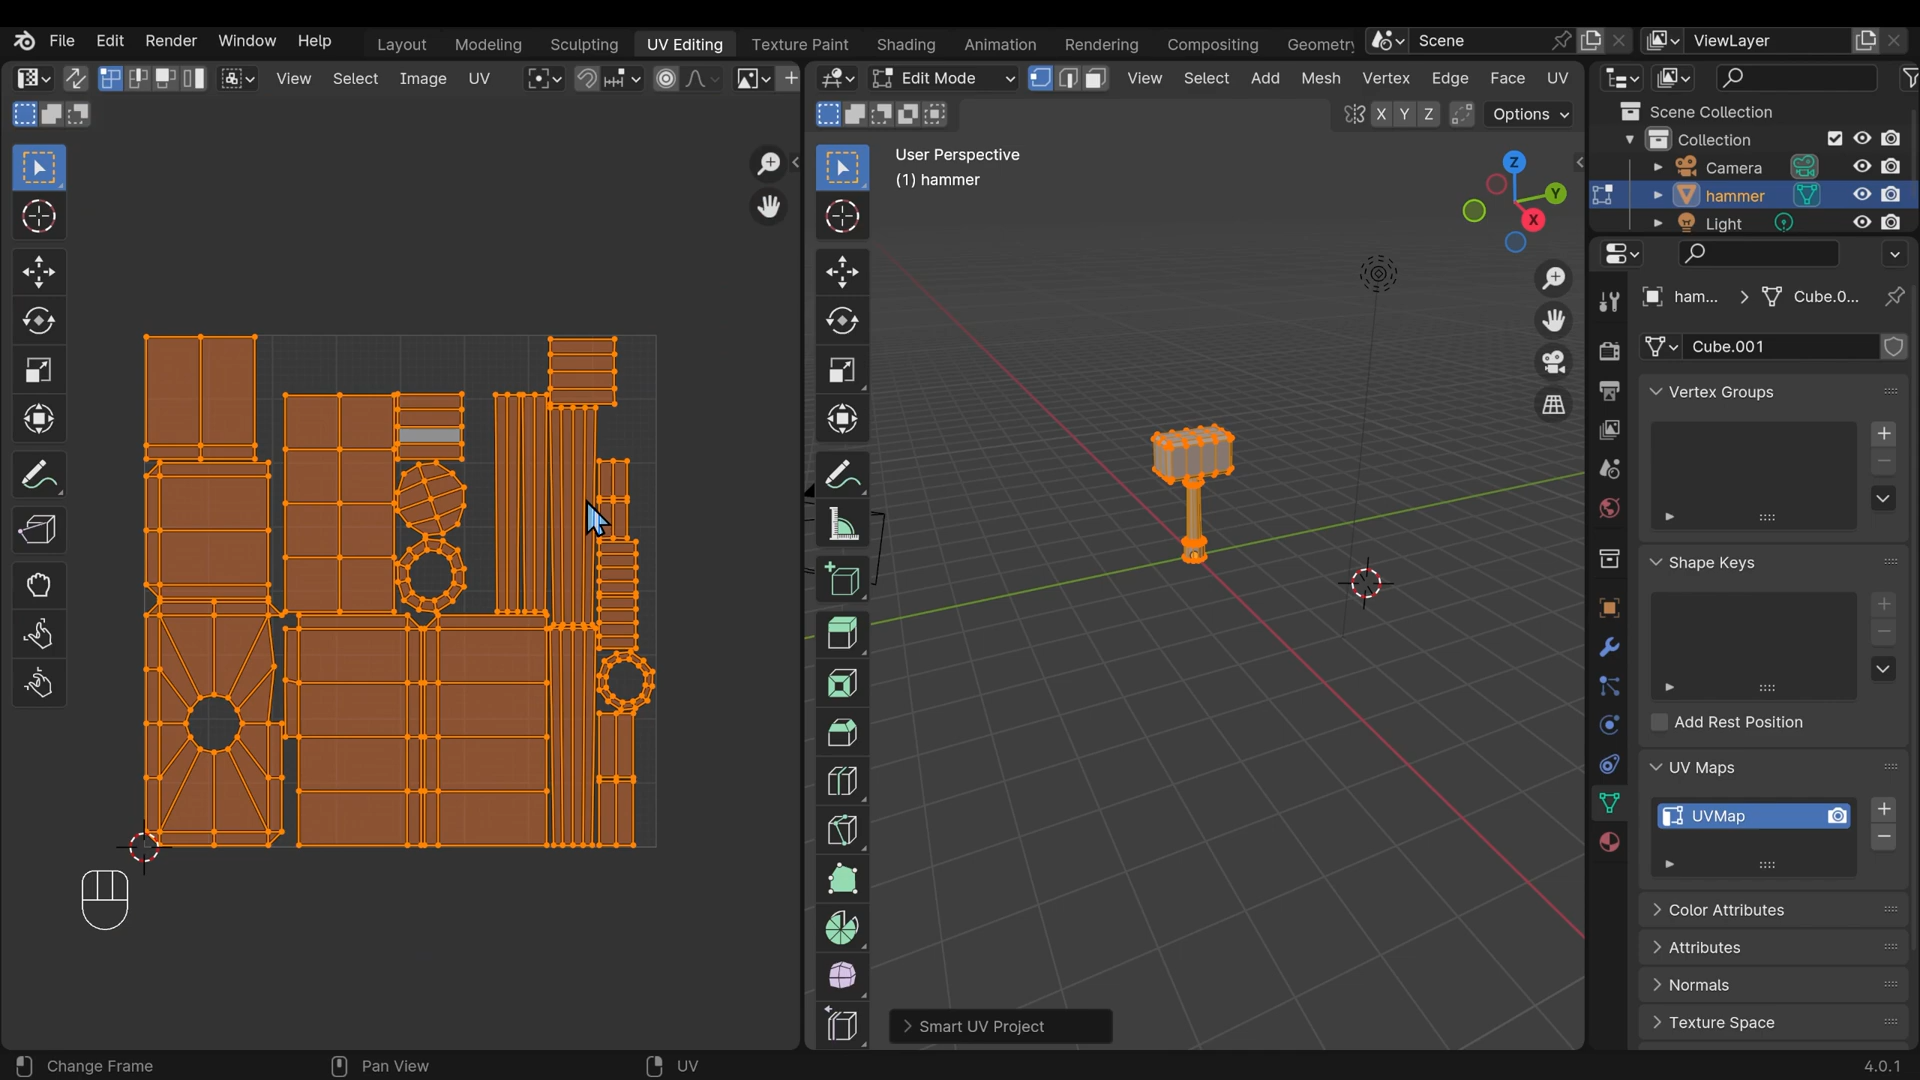 File Edit Render Window Help Layout Modeling Sculpting UV Editing Texture Paint Shading Animation Rendering Compositing Geometry Scene ViewLayer
View Select Image UV Edit Mode View Select Add Mesh Vertex Edge Face UV
X Y Z Options
Scene Collection
Collection
Camera
hammer
Light
User Perspective
(1) hammer
Z
Y
X
ham... Cube.0...
Cube.001
Vertex Groups
Shape Keys
Add Rest Position
UV Maps
UVMap
Color Attributes
Attributes
Normals
Texture Space
Smart UV Project
Change Frame Pan View UV 4.0.1